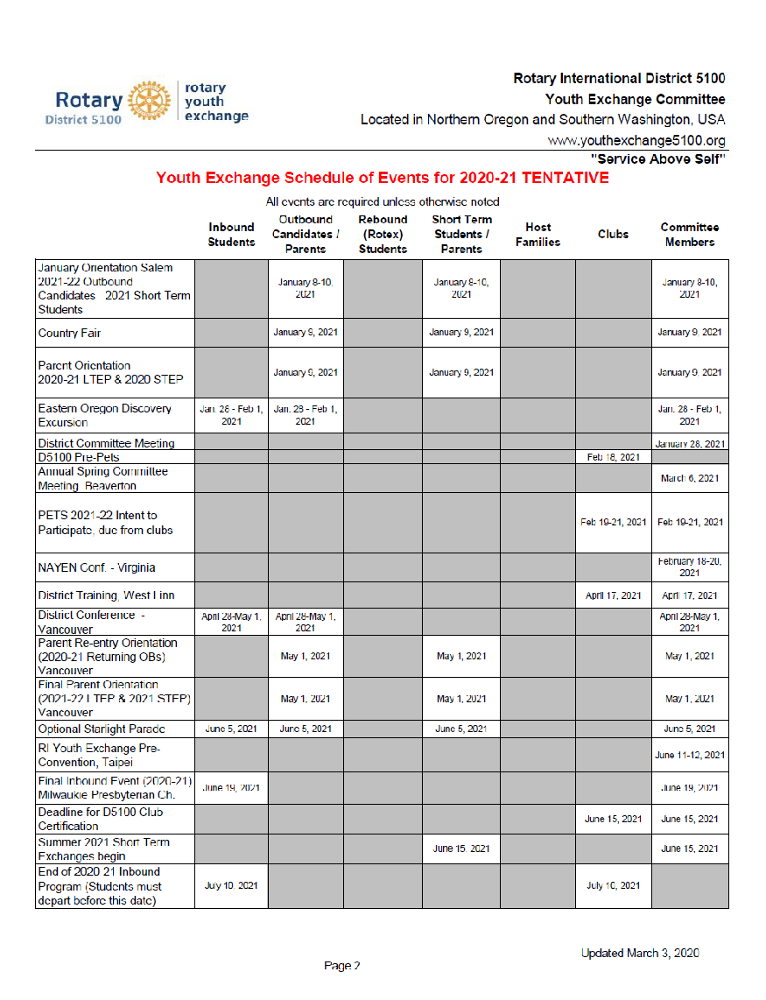 Rotary
District 5100
rotary
youth
exchange
Rotary International District 5100
Youth Exchange Committee
Located in Northern Oregon and Southern Washington, USA
www.youthexchange5100.org
"Service Above Self"
Youth Exchange Schedule of Events for 2020-21 TENTATIVE
All events are required unless otherwise noted
Inbound
Students
Outbound
Candidates /
Parents
Rebound
(Rotex)
Students
Short Term
Students /
Parents
Host
Families
Clubs
Committee
Members
January Orientation Salem
2021-22 Outbound
Candidates 2021 Short Term
Students
January 8-10,
2021
January 8-10,
2021
January 8-10,
2021
Country Fair
January 9, 2021
January 9, 2021
January 9, 2021
Parent Orientation
2020-21 LTEP & 2020 STEP
January 9, 2021
January 9, 2021
January 9, 2021
Eastern Oregon Discovery
Excursion
Jan. 28 - Feb 1,
2021
Jan. 28 - Feb 1,
2021
Jan. 28 - Feb 1,
2021
District Committee Meeting
January 28, 2021
D5100 Pre-Pets
Feb 18, 2021
Annual Spring Committee
Meeting Beaverton
March 6, 2021
PETS 2021-22 Intent to
Participate, due from clubs
Feb 19-21, 2021
Feb 19-21, 2021
NAYEN Conf. - Virginia
February 18-20,
2021
District Training, West Linn
April 17, 2021
April 17, 2021
District Conference -
Vancouver
April 28-May 1,
2021
April 28-May 1,
2021
April 28-May 1,
2021
Parent Re-entry Orientation
(2020-21 Returning OBs)
Vancouver
May 1, 2021
May 1, 2021
May 1, 2021
Final Parent Orientation
(2021-22 LTEP & 2021 STEP)
Vancouver
May 1, 2021
May 1, 2021
May 1, 2021
Optional Starlight Parade
June 5, 2021
June 5, 2021
June 5, 2021
June 5, 2021
RI Youth Exchange Pre-
Convention, Taipei
June 11-12, 2021
Final Inbound Event (2020-21)
Milwaukie Presbyterian Ch.
June 19, 2021
June 19, 2021
Deadline for D5100 Club
Certification
June 15, 2021
June 15, 2021
Summer 2021 Short Term
Exchanges begin
June 15, 2021
June 15, 2021
End of 2020-21 Inbound
Program (Students must
depart before this date)
July 10, 2021
July 10, 2021
Updated March 3, 2020
Page 2